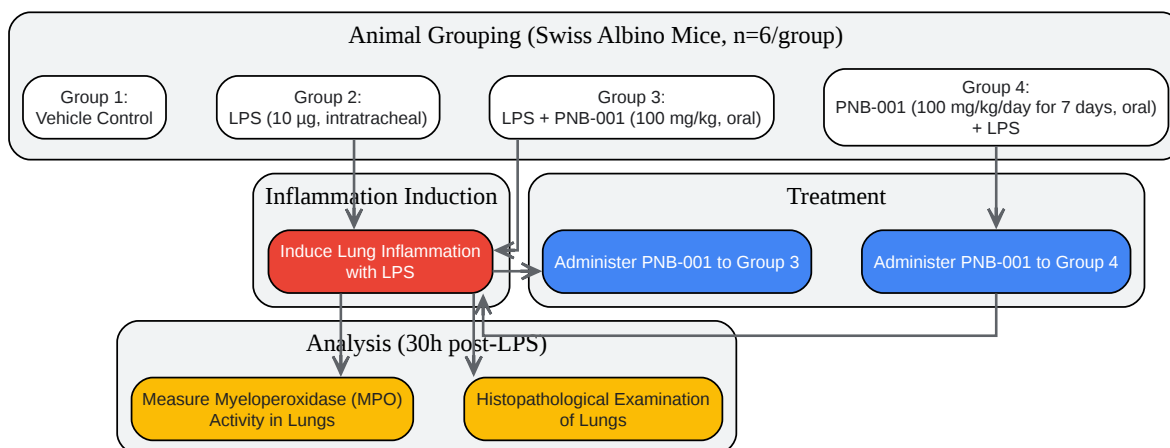 Animal Grouping (Swiss Albino Mice, n=6/group)
Group 1:
Vehicle Control
Group 2:
LPS (10 µg, intratracheal)
Group 3:
LPS + PNB-001 (100 mg/kg, oral)
Group 4:
PNB-001 (100 mg/kg/day for 7 days, oral)
+ LPS
Inflammation Induction
Induce Lung Inflammation
with LPS
Treatment
Administer PNB-001 to Group 3
Administer PNB-001 to Group 4
Analysis (30h post-LPS)
Measure Myeloperoxidase (MPO)
Activity in Lungs
Histopathological Examination
of Lungs